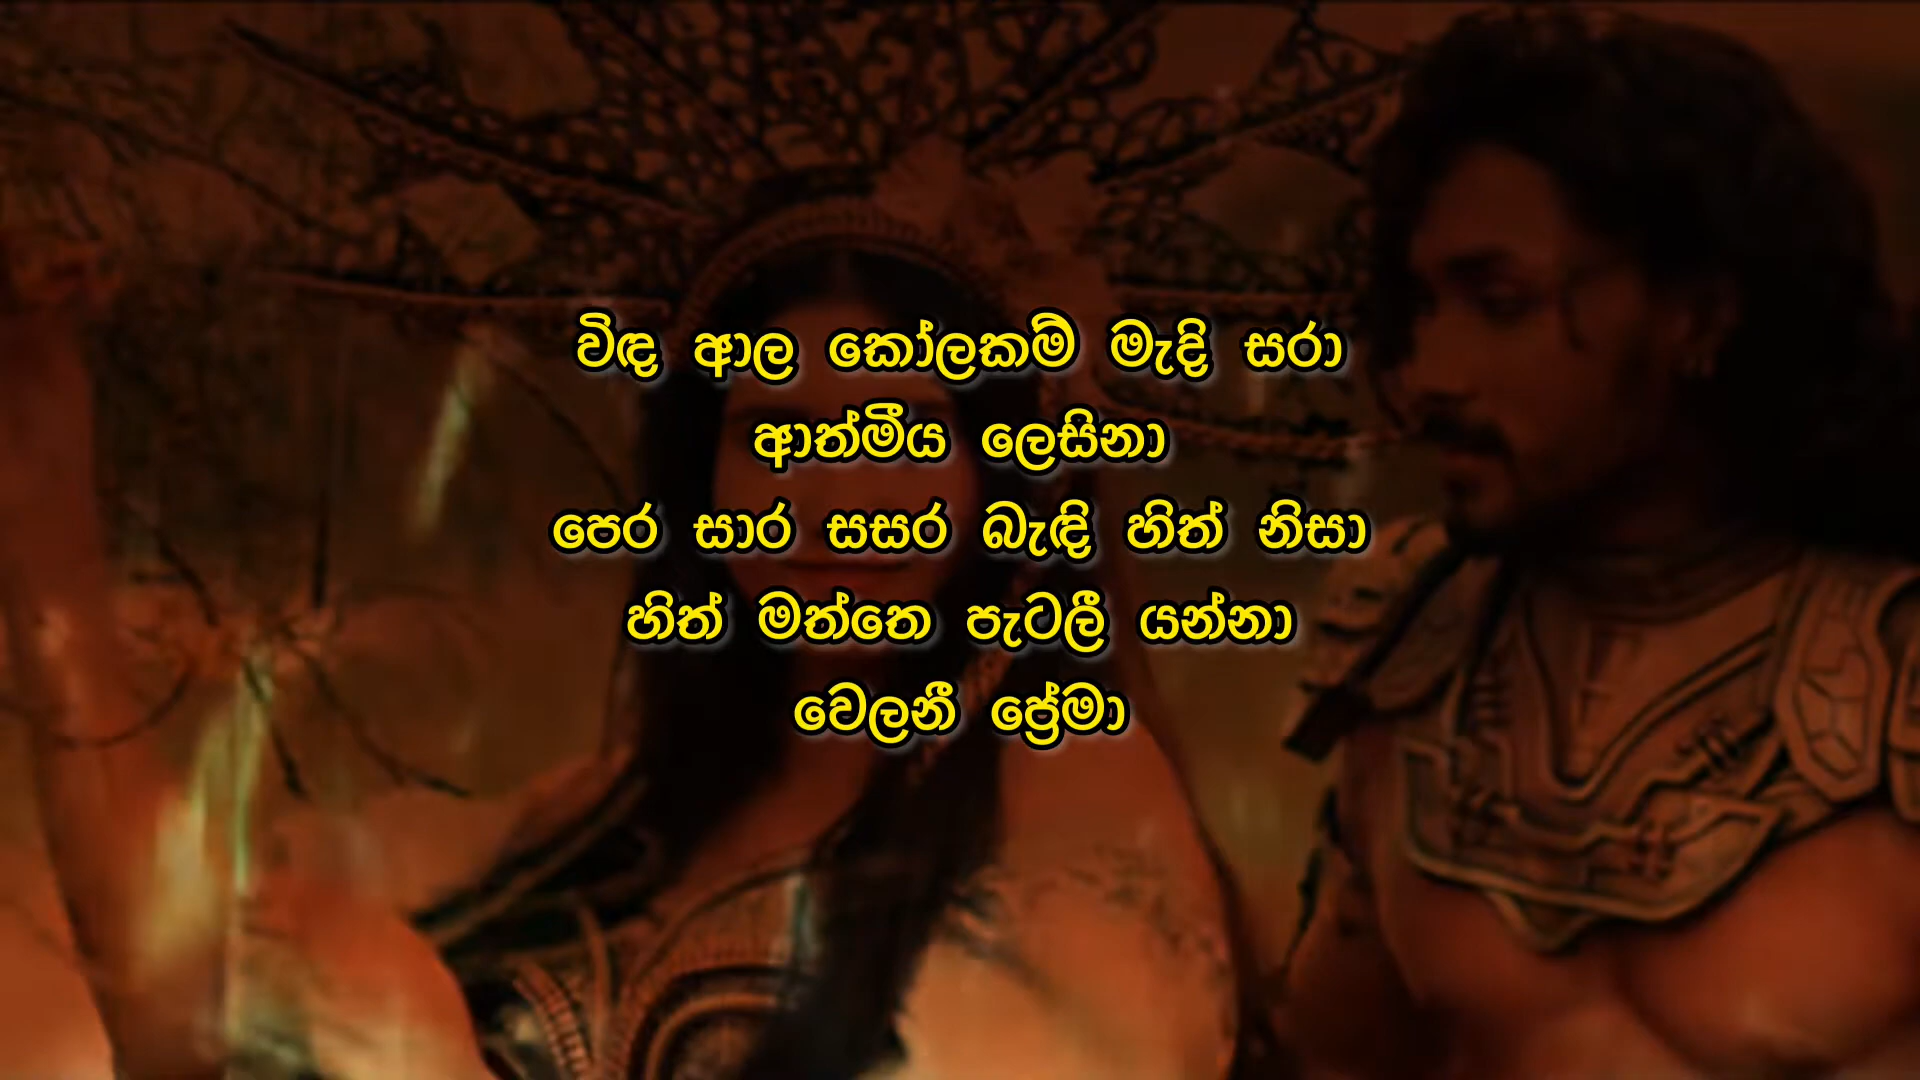 විඳ ආල කෝලකම් මැදි සරා
ආත්මීය ලෙසිනා
පෙර සාර සසර බැඳි හිත් නිසා
හිත් මත්තෙ පැටලී යන්නා
වෙලනී ප්‍රේමා